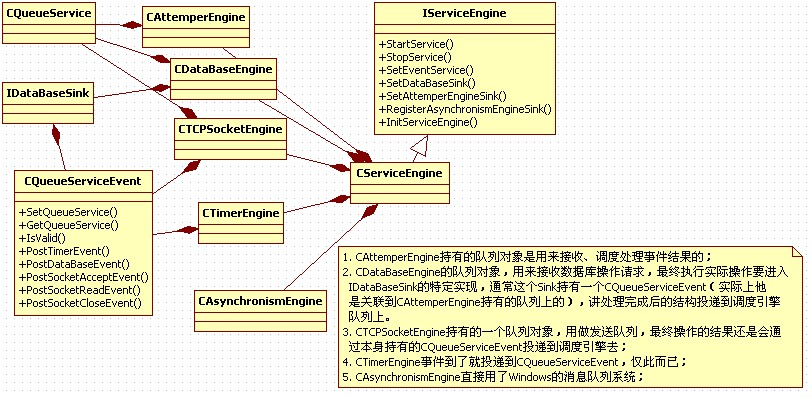 CQueueService
CAttemperEngine
IServiceEngine
+StartService()
+StopService()
+SetEventService()
+SetDataBaseSink()
+SetAttemperEngineSink()
+RegisterAsynchronismEngineSink()
+InitServiceEngine()
CDataBaseEngine
IDataBaseSink
CTCPSocketEngine
CServiceEngine
CQueueServiceEvent
+SetQueueService()
+GetQueueService()
+IsValid()
+PostTimerEvent()
+PostDataBaseEvent()
+PostSocketAcceptEvent()
+PostSocketReadEvent()
+PostSocketCloseEvent()
CTimerEngine
CAsynchronismEngine
1. CAttemperEngine持有的队列对象是用来接收、调度处理事件结果的；
2. CDataBaseEngine的队列对象，用来接收数据库操作请求，最终执行实际操作要进入
IDataBaseSink的特定实现，通常这个Sink持有一个CQueueServiceEvent（实际上他
是关联到CAttemperEngine持有的队列上的），讲处理完成后的结构投递到调度引擎
队列上。
3. CTCPSocketEngine持有的一个队列对象，用做发送队列，最终操作的结果还是会通
过本身持有的CQueueServiceEvent投递到调度引擎去；
4. CTimerEngine事件到了就投递到CQueueServiceEvent，仅此而已；
5. CAsynchronismEngine直接用了Windows的消息队列系统；